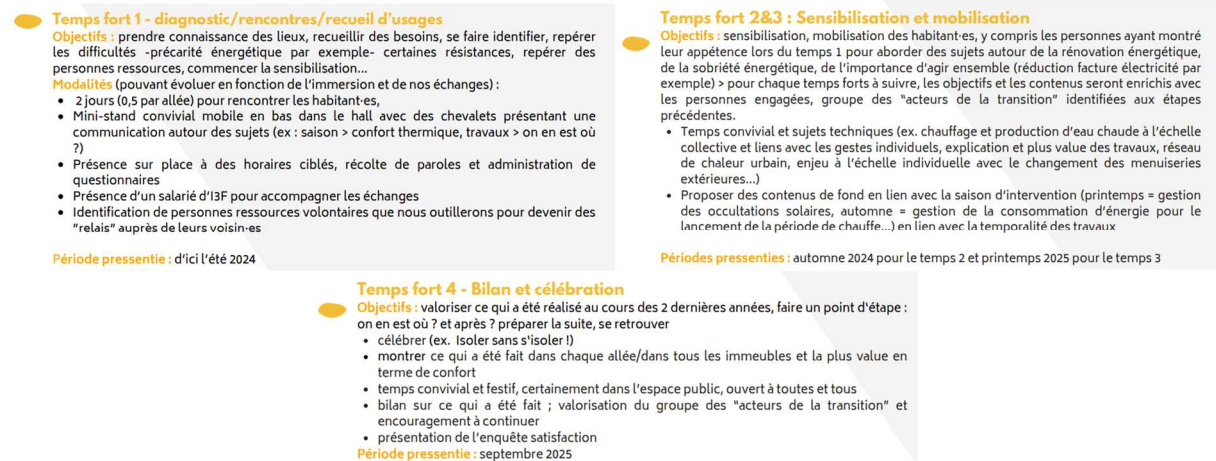 Temps fort 1 - diagnostic/rencontres/recueil d'usages
Objectifs : prendre connaissance des lieux, recueillir des besoins, se faire identifier, repérer
les difficultés -précarité énergétique par exemple- certaines résistances, repérer des
personnes ressources, commencer la sensibilisation...
Modalités (pouvant évoluer en fonction de l'immersion et de nos échanges) :
• 2 jours (0,5 par allée) pour rencontrer les habitant·es,
• Mini-stand convivial mobile en bas dans le hall avec des chevalets présentant une
communication autour des sujets (ex : saison > confort thermique, travaux > on en est où
?)
• Présence sur place à des horaires ciblés, récolte de paroles et administration de
questionnaires
• Présence d'un salarié d'I3F pour accompagner les échanges
• Identification de personnes ressources volontaires que nous outillerons pour devenir des
"relais" auprès de leurs voisin·es
Période pressentie : d'ici l'été 2024
Temps fort 2&3 : Sensibilisation et mobilisation
Objectifs : sensibilisation, mobilisation des habitant·es, y compris les personnes ayant montré
leur appétence lors du temps 1 pour aborder des sujets autour de la rénovation énergétique,
de la sobriété énergétique, de l'importance d'agir ensemble (réduction facture électricité par
exemple) > pour chaque temps forts à suivre, les objectifs et les contenus seront enrichis avec
les personnes engagées, groupe des "acteurs de la transition" identifiées aux étapes
précédentes.
• Temps convivial et sujets techniques (ex. chauffage et production d'eau chaude à l'échelle
collective et liens avec les gestes individuels, explication et plus value des travaux, réseau
de chaleur urbain, enjeu à l'échelle individuelle avec le changement des menuiseries
extérieures...)
• Proposer des contenus de fond en lien avec la saison d'intervention (printemps = gestion
des occultations solaires, automne = gestion de la consommation d'énergie pour le
lancement de la période de chauffe...) en lien avec la temporalité des travaux
Périodes pressenties : automne 2024 pour le temps 2 et printemps 2025 pour le temps 3
Temps fort 4 - Bilan et célébration
Objectifs : valoriser ce qui a été réalisé au cours des 2 dernières années, faire un point d'étape :
on en est où ? et après ? préparer la suite, se retrouver
• célébrer (ex. Isoler sans s'isoler !)
• montrer ce qui a été fait dans chaque allée/dans tous les immeubles et la plus value en
terme de confort
• temps convivial et festif, certainement dans l'espace public, ouvert à toutes et tous
• bilan sur ce qui a été fait ; valorisation du groupe des "acteurs de la transition" et
encouragement à continuer
• présentation de l'enquête satisfaction
Période pressentie : septembre 2025